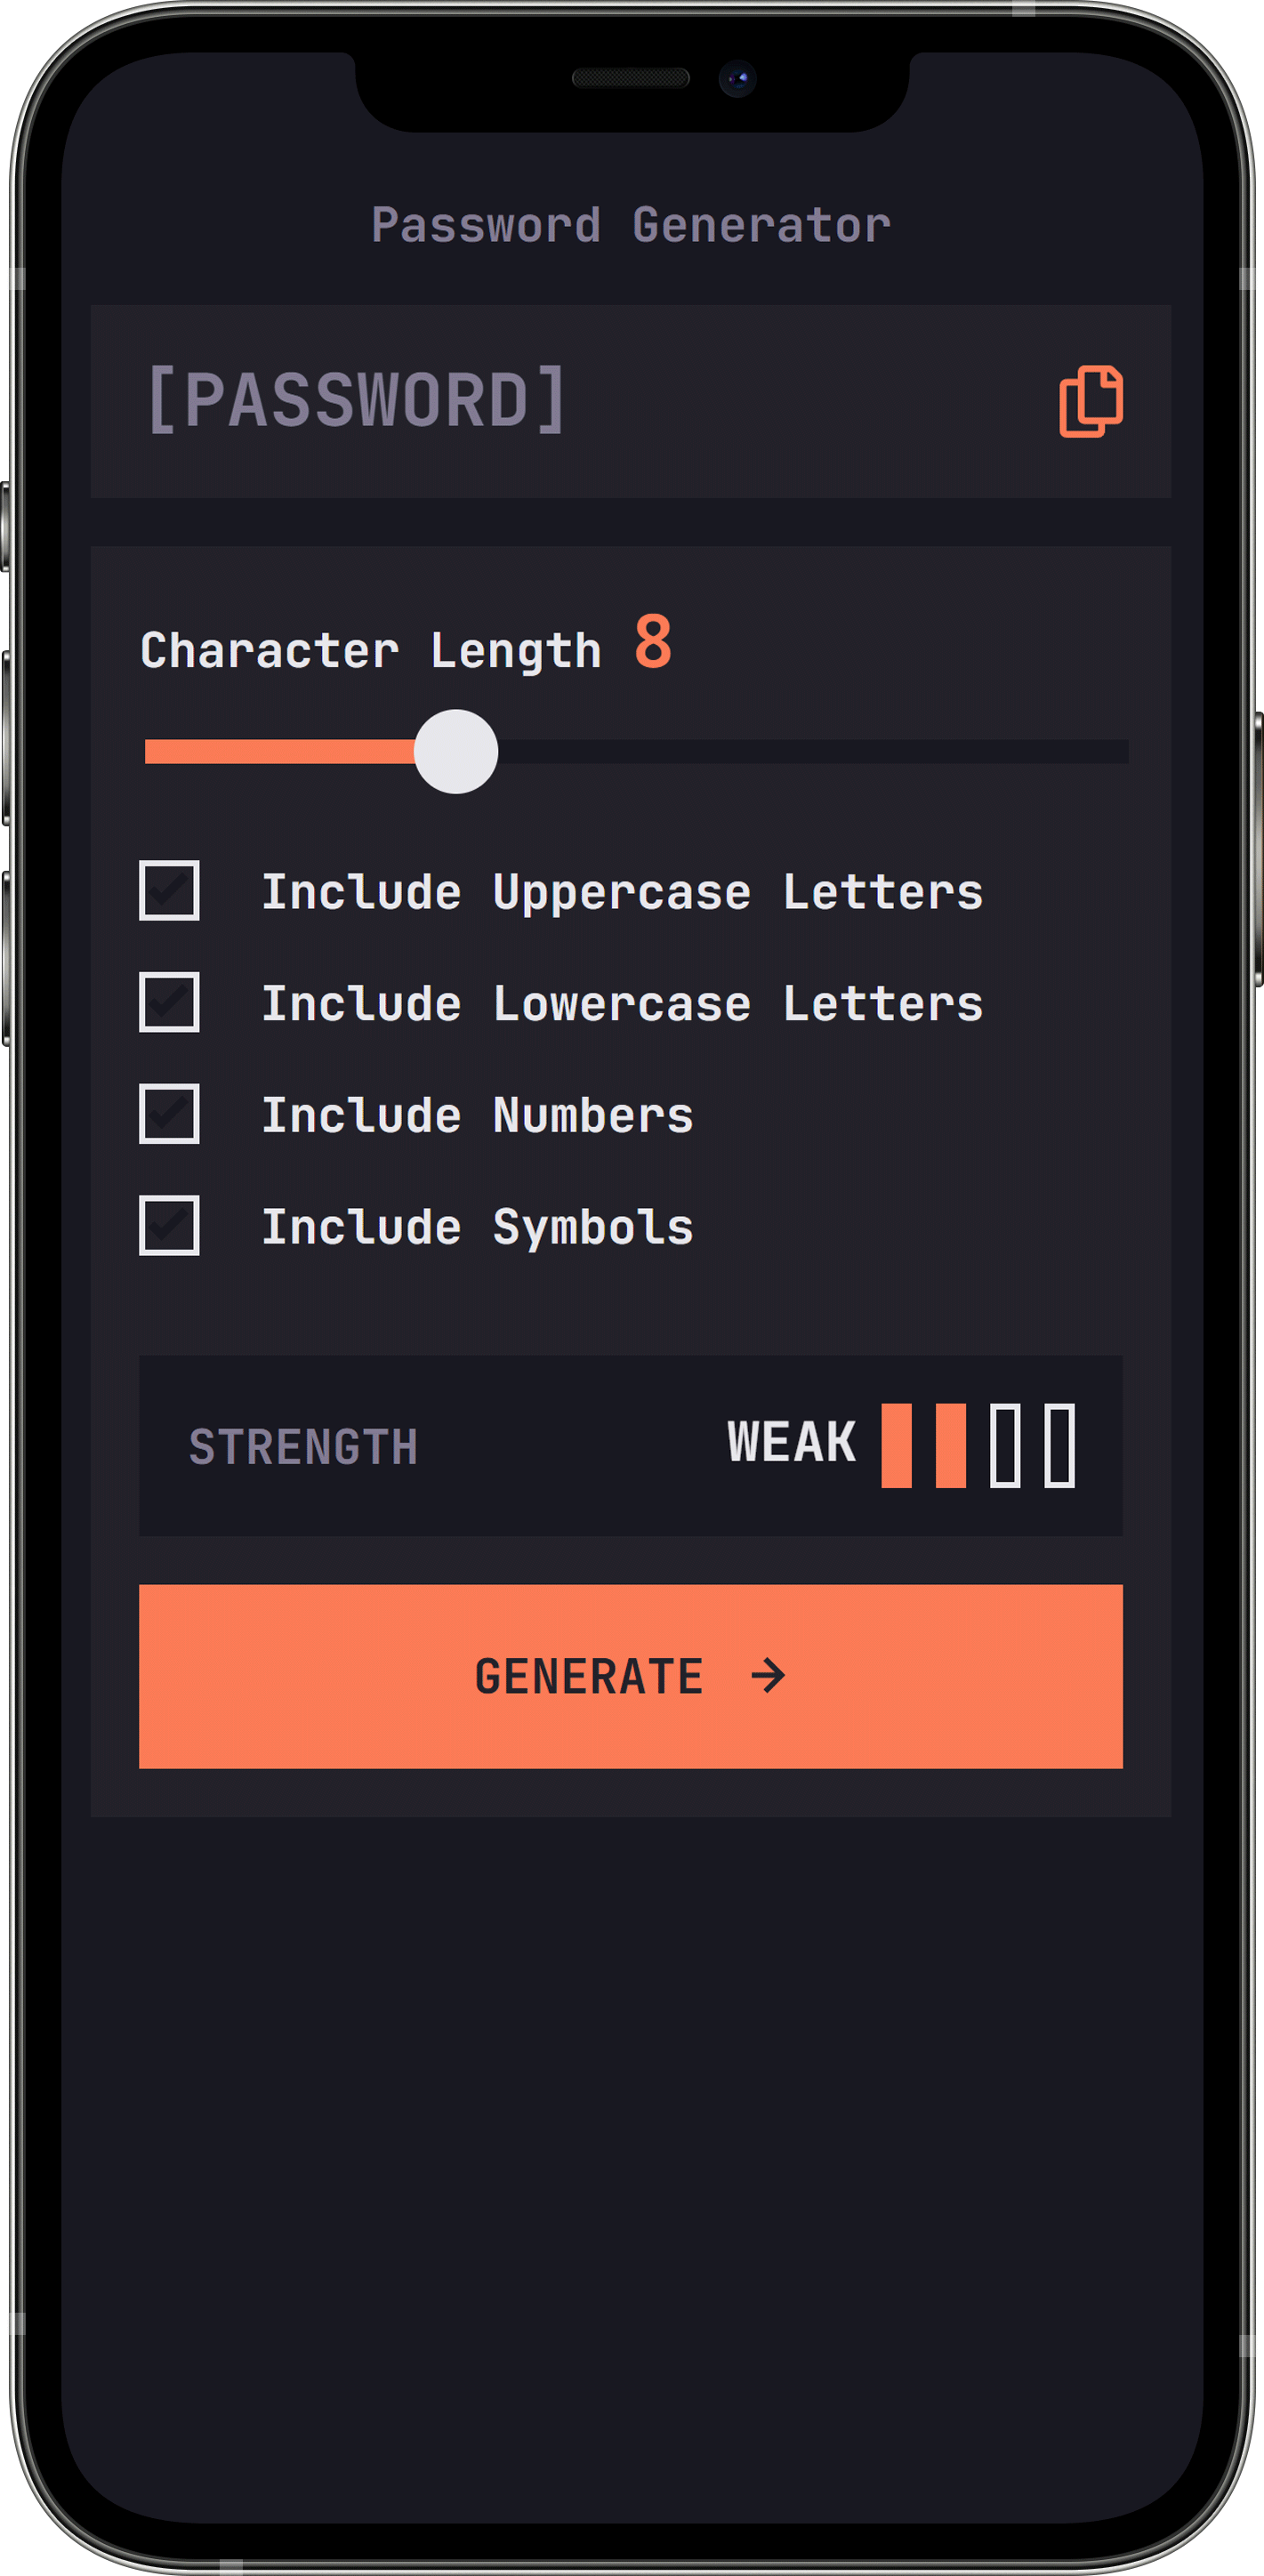 Password Generator
[PASSWORD]
Character Length 8
Include Uppercase Letters
Include Lowercase Letters
Include Numbers
Include Symbols
STRENGTH WEAK
GENERATE →